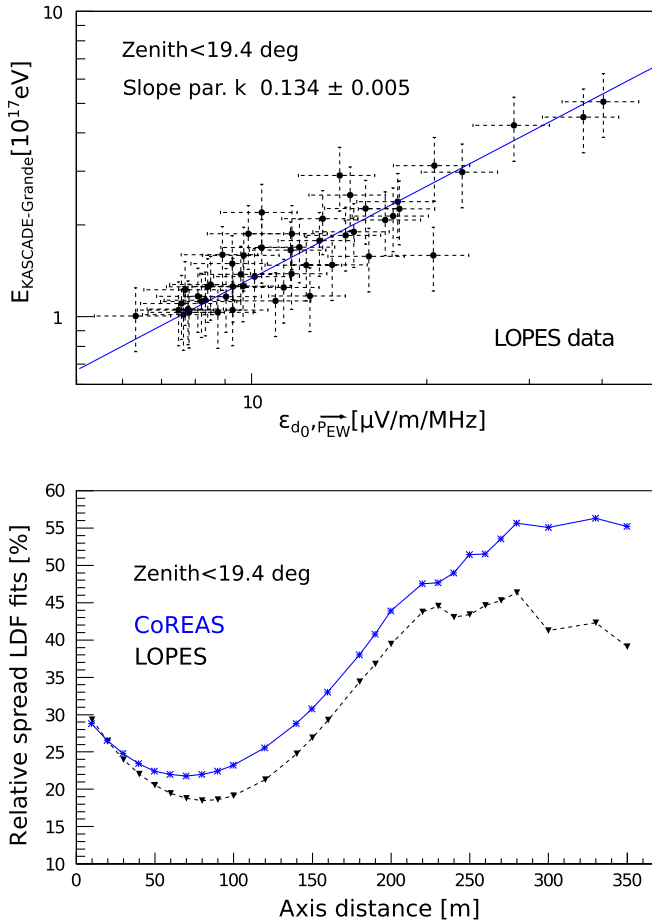 10
Zenith<19.4 deg
Slope par. k 0.134 ± 0.005
E_KASCADE-Grande[10^17eV]
1
LOPES data
10
ε_d₀,P_EW[μV/m/MHz]
60
55
50
45
40
35
30
25
20
15
10
Relative spread LDF fits [%]
Zenith<19.4 deg
CoREAS
LOPES
0 50 100 150 200 250 300 350
Axis distance [m]